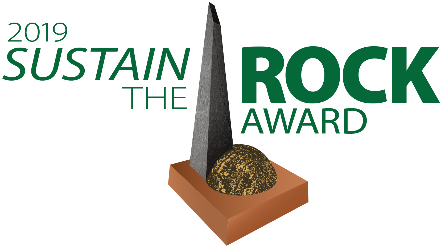 2019
SUSTAIN
THE
ROCK
AWARD